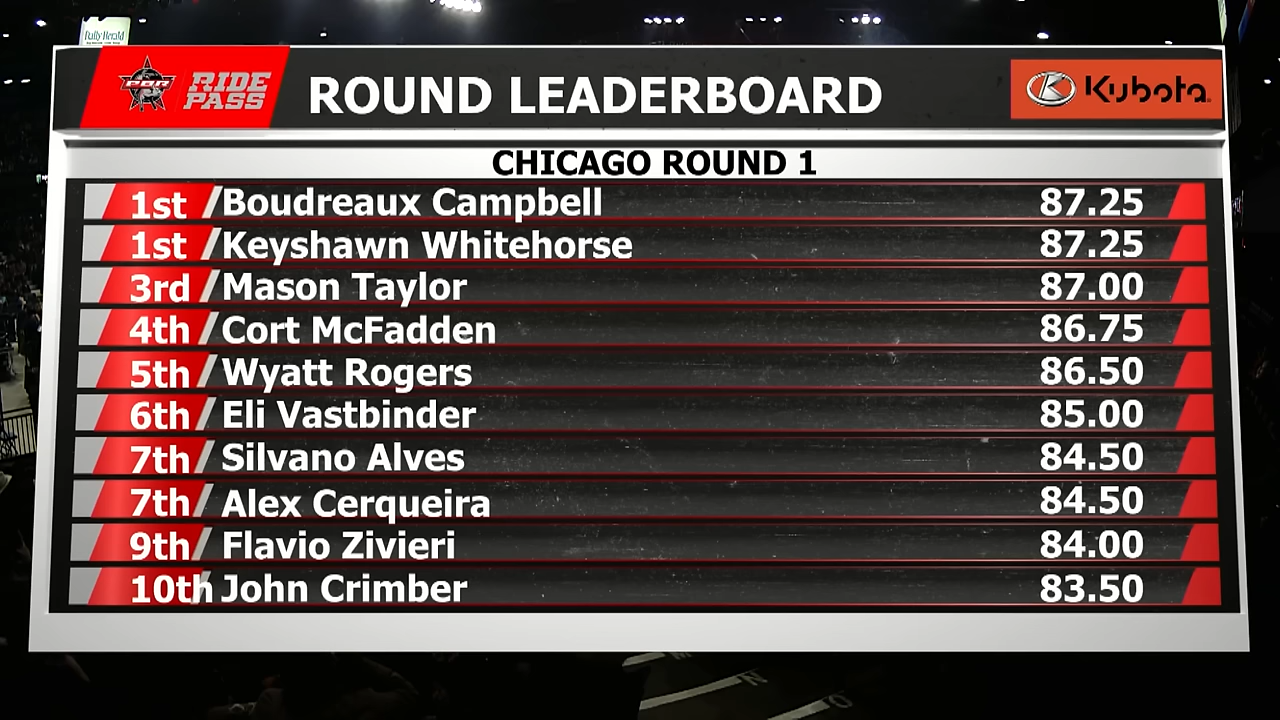 Daily Herald
PBR RIDE PASS
ROUND LEADERBOARD
Kubota
CHICAGO ROUND 1
1st Boudreaux Campbell 87.25
1st Keyshawn Whitehorse 87.25
3rd Mason Taylor 87.00
4th Cort McFadden 86.75
5th Wyatt Rogers 86.50
6th Eli Vastbinder 85.00
7th Silvano Alves 84.50
7th Alex Cerqueira 84.50
9th Flavio Zivieri 84.00
10th John Crimber 83.50